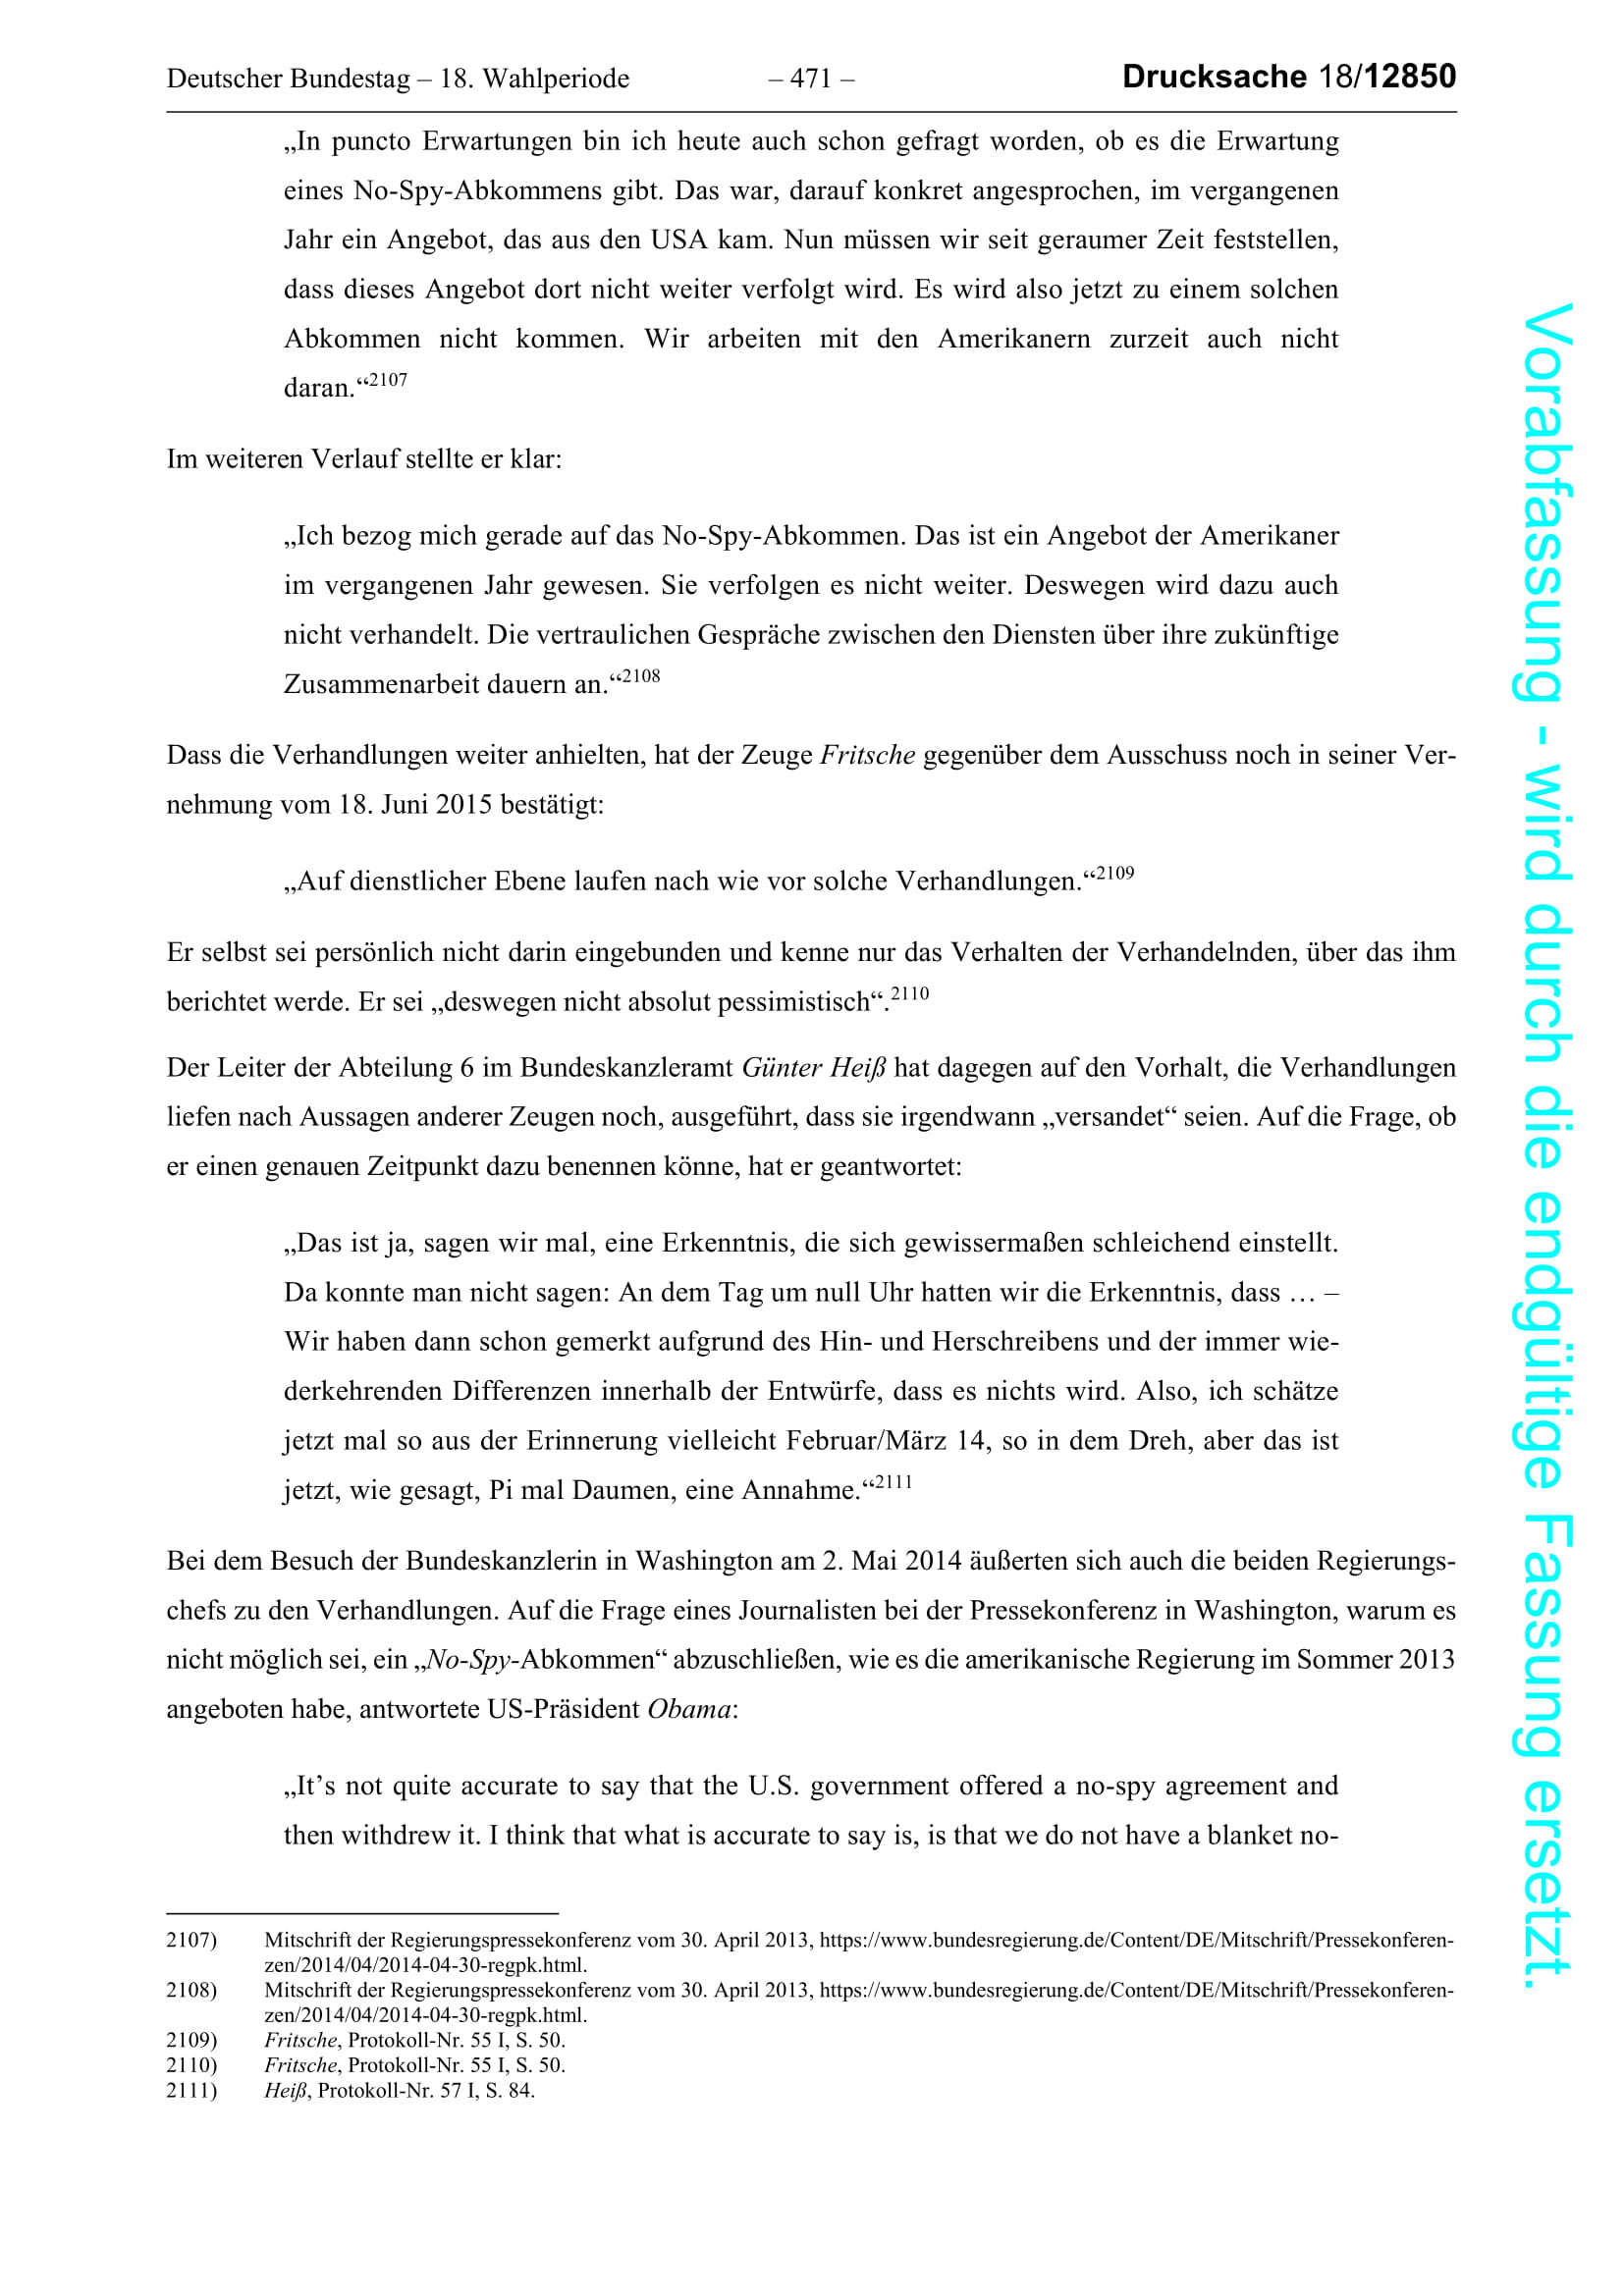 Deutscher Bundestag – 18. Wahlperiode – 471 – Drucksache 18/12850
„In puncto Erwartungen bin ich heute auch schon gefragt worden, ob es die Erwartung
eines No-Spy-Abkommens gibt. Das war, darauf konkret angesprochen, im vergangenen
Jahr ein Angebot, das aus den USA kam. Nun müssen wir seit geraumer Zeit feststellen,
dass dieses Angebot dort nicht weiter verfolgt wird. Es wird also jetzt zu einem solchen
Abkommen nicht kommen. Wir arbeiten mit den Amerikanern zurzeit auch nicht
daran.“2107
Im weiteren Verlauf stellte er klar:
„Ich bezog mich gerade auf das No-Spy-Abkommen. Das ist ein Angebot der Amerikaner
im vergangenen Jahr gewesen. Sie verfolgen es nicht weiter. Deswegen wird dazu auch
nicht verhandelt. Die vertraulichen Gespräche zwischen den Diensten über ihre zukünftige
Zusammenarbeit dauern an.“2108
Dass die Verhandlungen weiter anhielten, hat der Zeuge Fritsche gegenüber dem Ausschuss noch in seiner Ver-
nehmung vom 18. Juni 2015 bestätigt:
„Auf dienstlicher Ebene laufen nach wie vor solche Verhandlungen.“2109
Er selbst sei persönlich nicht darin eingebunden und kenne nur das Verhalten der Verhandelnden, über das ihm
berichtet werde. Er sei „deswegen nicht absolut pessimistisch“.2110
Der Leiter der Abteilung 6 im Bundeskanzleramt Günter Heiß hat dagegen auf den Vorhalt, die Verhandlungen
liefen nach Aussagen anderer Zeugen noch, ausgeführt, dass sie irgendwann „versandet“ seien. Auf die Frage, ob
er einen genauen Zeitpunkt dazu benennen könne, hat er geantwortet:
„Das ist ja, sagen wir mal, eine Erkenntnis, die sich gewissermaßen schleichend einstellt.
Da konnte man nicht sagen: An dem Tag um null Uhr hatten wir die Erkenntnis, dass … –
Wir haben dann schon gemerkt aufgrund des Hin- und Herschreibens und der immer wie-
derkehrenden Differenzen innerhalb der Entwürfe, dass es nichts wird. Also, ich schätze
jetzt mal so aus der Erinnerung vielleicht Februar/März 14, so in dem Dreh, aber das ist
jetzt, wie gesagt, Pi mal Daumen, eine Annahme.“2111
Bei dem Besuch der Bundeskanzlerin in Washington am 2. Mai 2014 äußerten sich auch die beiden Regierungs-
chefs zu den Verhandlungen. Auf die Frage eines Journalisten bei der Pressekonferenz in Washington, warum es
nicht möglich sei, ein „No-Spy-Abkommen“ abzuschließen, wie es die amerikanische Regierung im Sommer 2013
angeboten habe, antwortete US-Präsident Obama:
„It’s not quite accurate to say that the U.S. government offered a no-spy agreement and
then withdrew it. I think that what is accurate to say is, is that we do not have a blanket no-
2107) Mitschrift der Regierungspressekonferenz vom 30. April 2013, https://www.bundesregierung.de/Content/DE/Mitschrift/Pressekonferen-
zen/2014/04/2014-04-30-regpk.html.
2108) Mitschrift der Regierungspressekonferenz vom 30. April 2013, https://www.bundesregierung.de/Content/DE/Mitschrift/Pressekonferen-
zen/2014/04/2014-04-30-regpk.html.
2109) Fritsche, Protokoll-Nr. 55 I, S. 50.
2110) Fritsche, Protokoll-Nr. 55 I, S. 50.
2111) Heiß, Protokoll-Nr. 57 I, S. 84.
Vorabfassung - wird durch die endgültige Fassung ersetzt.